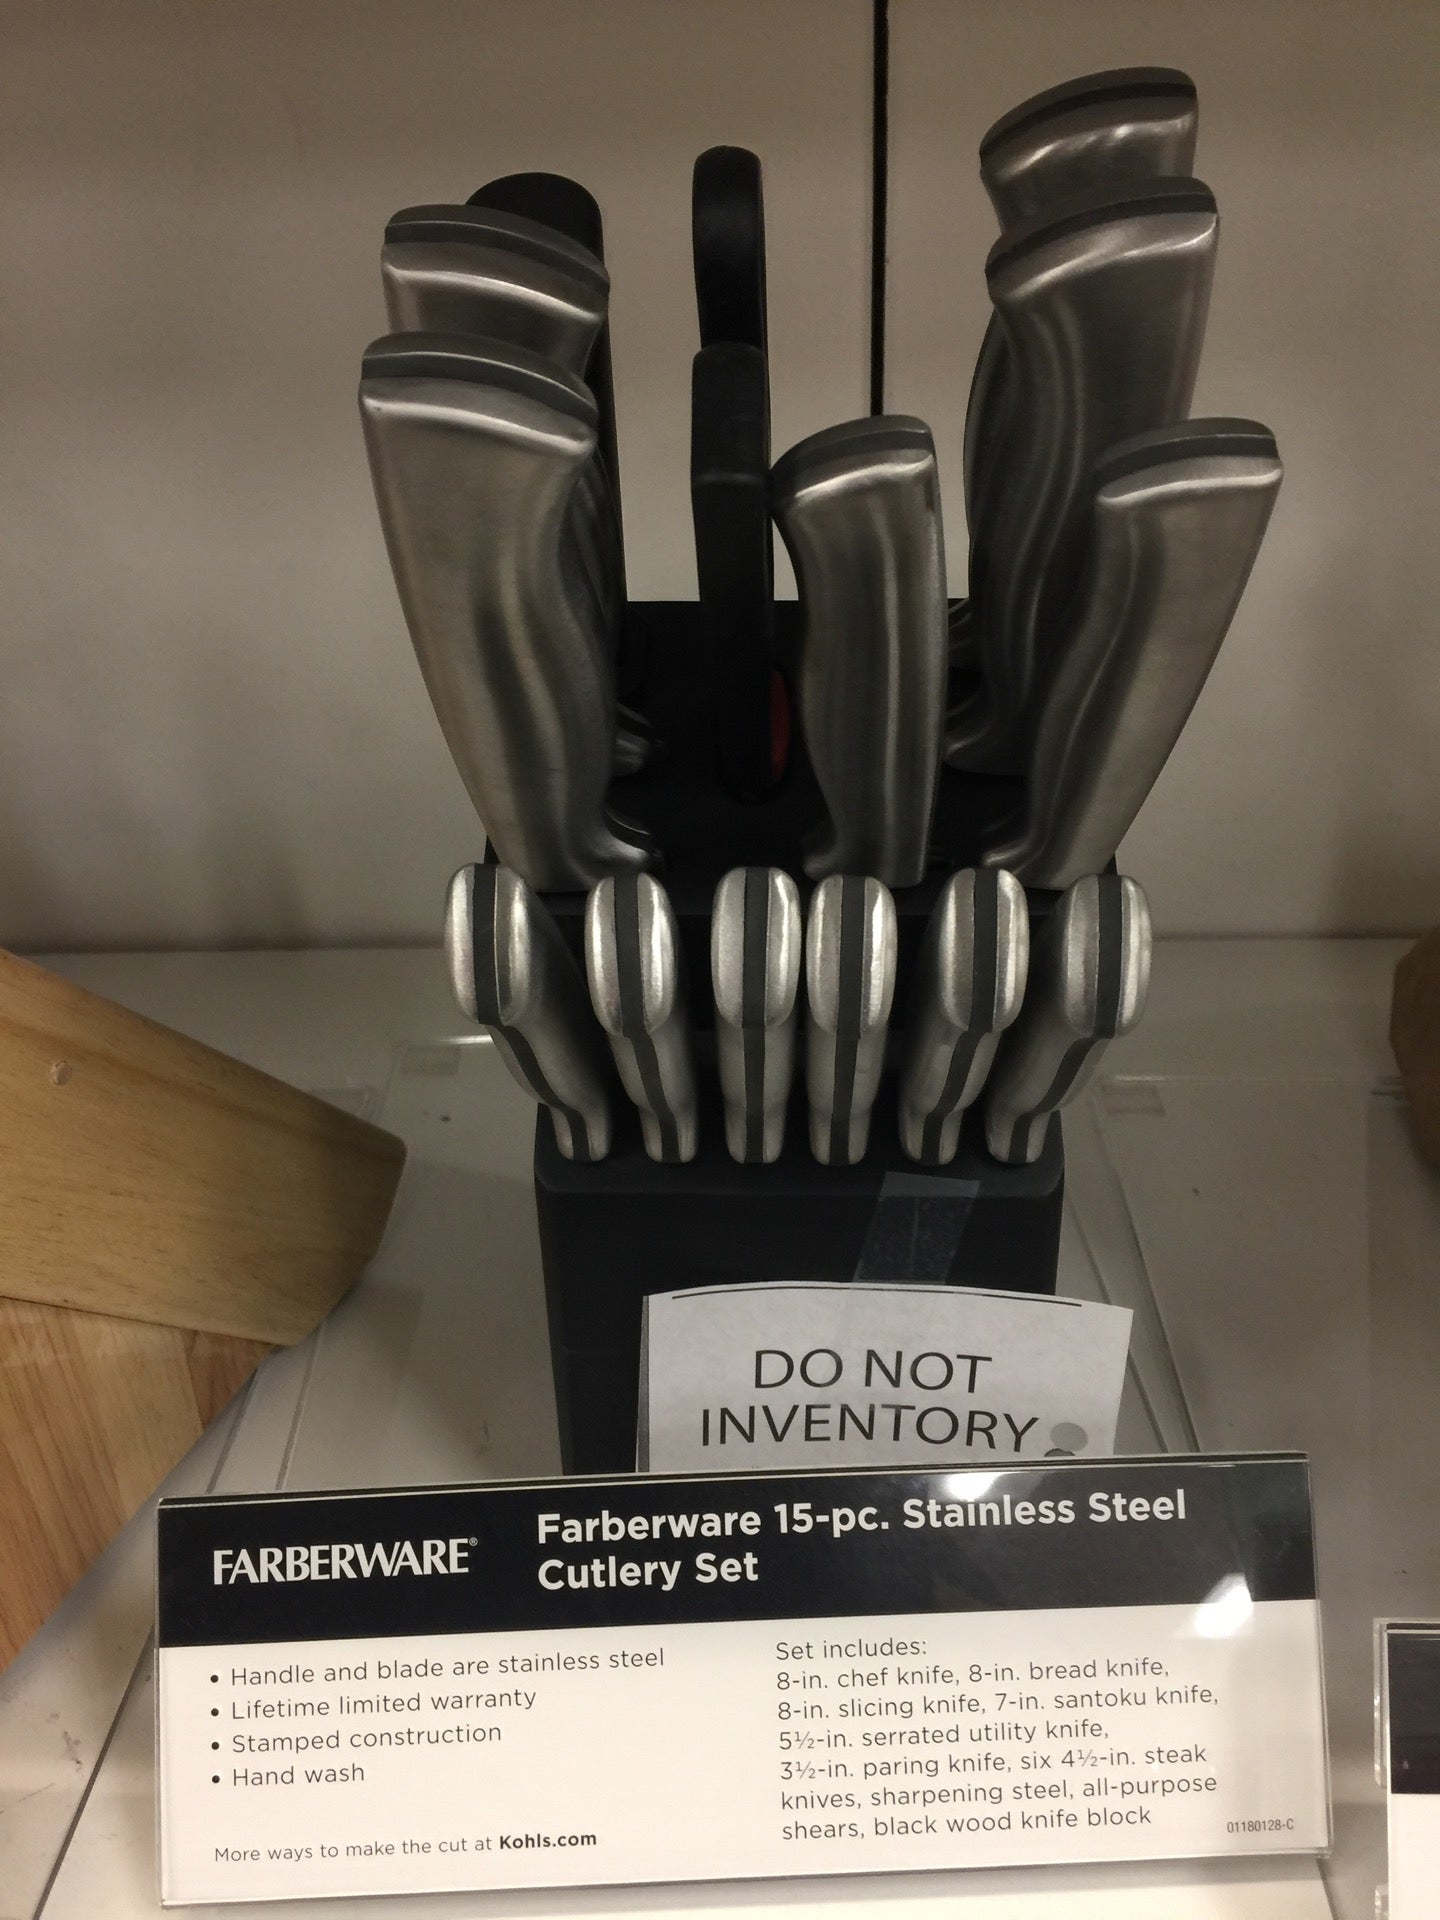 DO NOT
INVENTORY
FARBERWARE®
Farberware 15-pc. Stainless Steel
Cutlery Set
• Handle and blade are stainless steel
• Lifetime limited warranty
• Stamped construction
• Hand wash
More ways to make the cut at Kohls.com
Set includes:
8-in. chef knife, 8-in. bread knife,
8-in. slicing knife, 7-in. santoku knife,
5½-in. serrated utility knife,
3½-in. paring knife, six 4½-in. steak
knives, sharpening steel, all-purpose
shears, black wood knife block
01180128-C